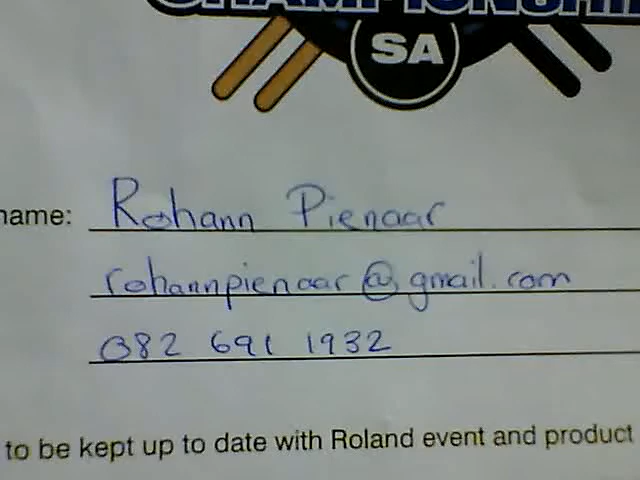 CHAMPIONSHIP
SA
name: Rohann Pienaar
rohannpienaar@gmail.com
082 691 1932
to be kept up to date with Roland event and product